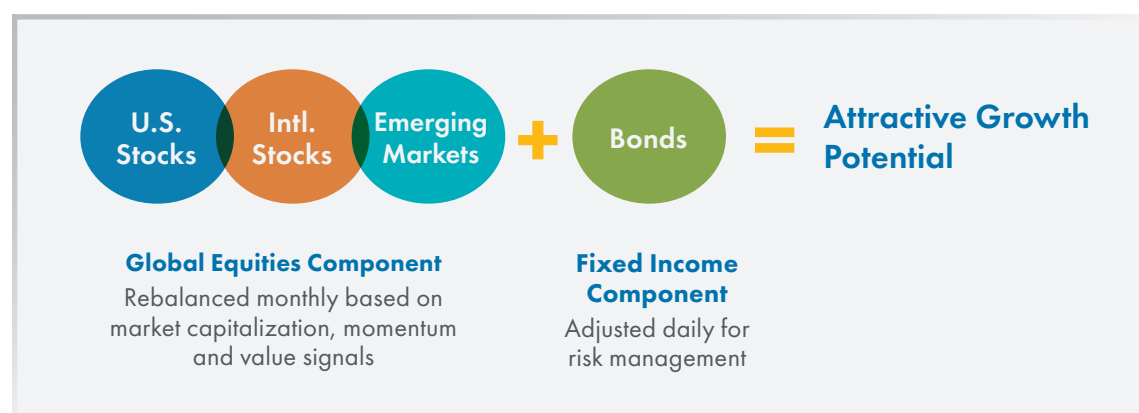 U.S.
Stocks
Intl.
Stocks
Emerging
Markets
+
Bonds
=
Attractive Growth
Potential
Global Equities Component
Rebalanced monthly based on
market capitalization, momentum
and value signals
Fixed Income
Component
Adjusted daily for
risk management